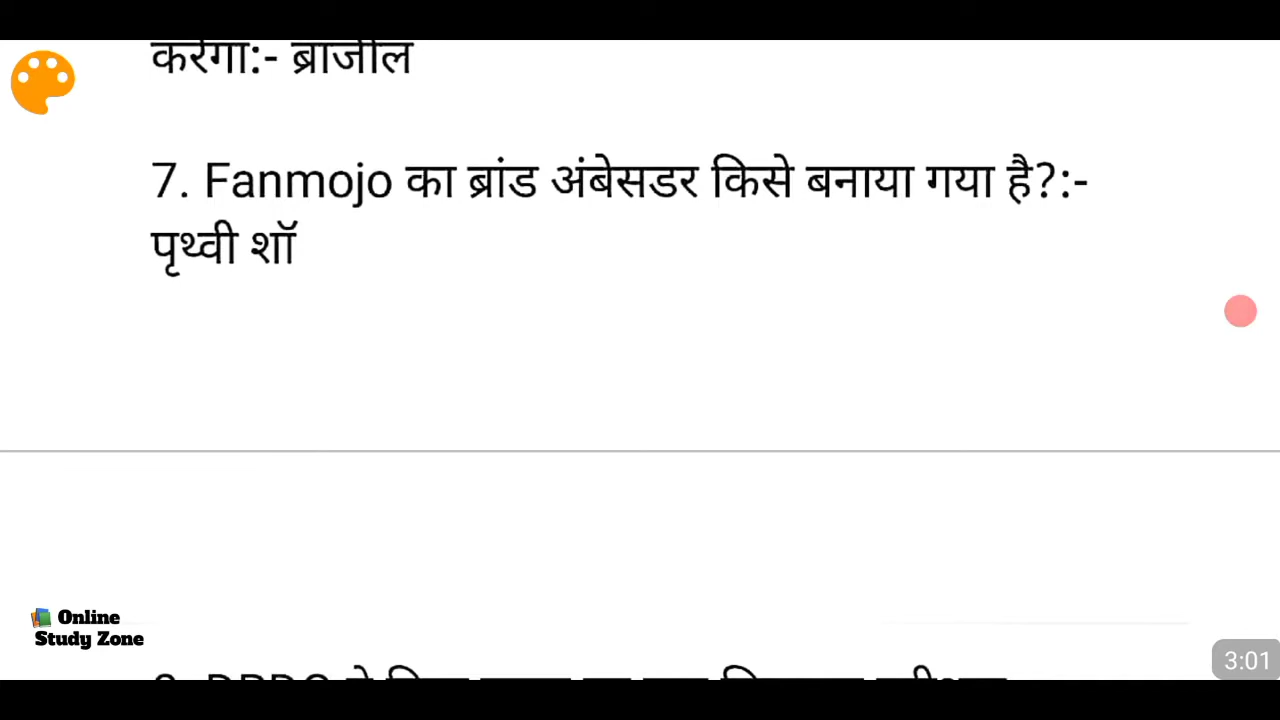 करेगा:- ब्राजील
7. Fanmojo का ब्रांड अंबेसडर किसे बनाया गया है?:-
पृथ्वी शॉ
Online
Study Zone
3:01